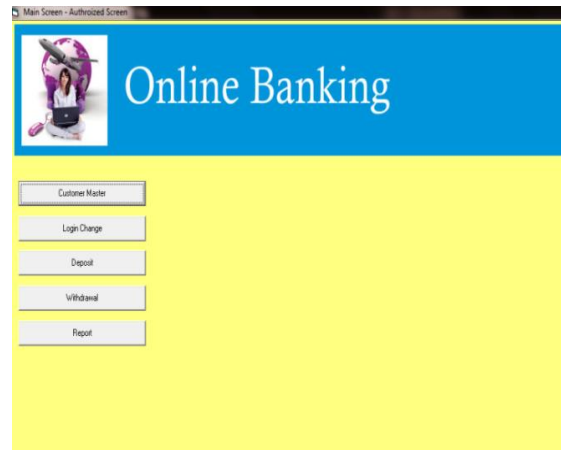 Main Screen - Authroized Screen
Online Banking
Customer Master
Login Change
Deposit
Withdrawal
Report